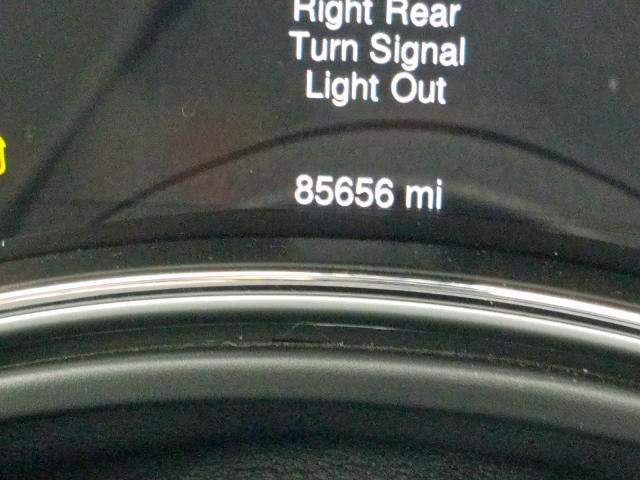 Right Rear
Turn Signal
Light Out
85656 mi